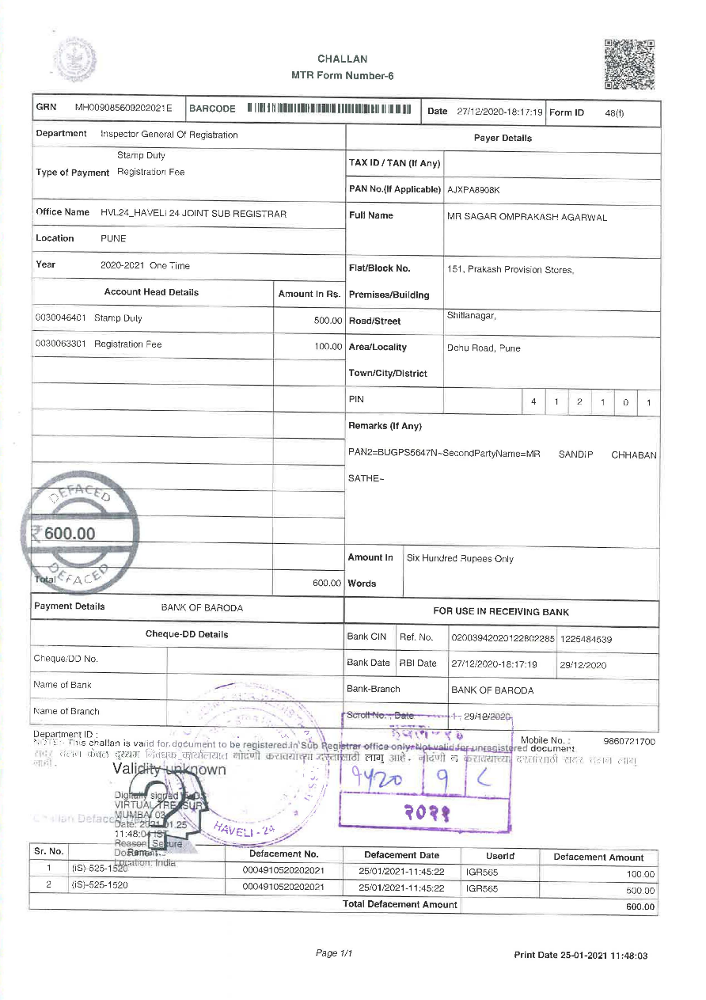 CHALLAN
MTR Form Number-6
GRN MH009085609202021E BARCODE Date 27/12/2020-18:17:19 Form ID 48(f)
Department Inspector General Of Registration Payer Details
Stamp Duty
Type of Payment Registration Fee
TAX ID / TAN (If Any)
PAN No.(If Applicable) AJXPA8908K
Office Name HVL24_HAVELI 24 JOINT SUB REGISTRAR Full Name MR SAGAR OMPRAKASH AGARWAL
Location PUNE
Year 2020-2021 One Time Flat/Block No. 151, Prakash Provision Stores,
Account Head Details Amount In Rs. Premises/Building
0030046401 Stamp Duty 500.00 Road/Street Shitlanagar,
0030063301 Registration Fee 100.00 Area/Locality Dehu Road, Pune
Town/City/District
PIN 4 1 2 1 0 1
Remarks (If Any)
PAN2=BUGPS5647N~SecondPartyName=MR SANDIP CHHABAN
SATHE~
DEFACED
₹ 600.00
DEFACED
Amount In Six Hundred Rupees Only
Total 600.00 Words
Payment Details BANK OF BARODA FOR USE IN RECEIVING BANK
Cheque-DD Details Bank CIN Ref. No. 02003942020122802285 1225484539
Cheque/DD No. Bank Date RBI Date 27/12/2020-18:17:19 29/12/2020
Name of Bank Bank-Branch BANK OF BARODA
Name of Branch Scroll No. , Date 1 , 29/12/2020
Department ID : Mobile No. : 9860721700
NOTE:- This challan is valid for document to be registered in Sub Registrar office only. Not valid for unregistered document.
सदर चलन केवळ दुय्यम निबंधक कार्यालयात नोंदणी करावयाच्या दस्तासाठी लागु आहे. नोंदणी न करावयाच्या दस्तांसाठी सदर चलन लागु
नाही.
Validity unknown
१५२० १ ८
२०२१
Digitally signed by DS
VIRTUAL TREASURY
MUMBAI 03
Date: 2021.01.25
11:48:04 IST
Reason: Secure
Document
Location: India
HAVELI - 24
Challan Defaced
Sr. No. Remarks Defacement No. Defacement Date UserId Defacement Amount
1 (iS)-525-1520 0004910520202021 25/01/2021-11:45:22 IGR565 100.00
2 (iS)-525-1520 0004910520202021 25/01/2021-11:45:22 IGR565 500.00
Total Defacement Amount 600.00
Page 1/1
Print Date 25-01-2021 11:48:03